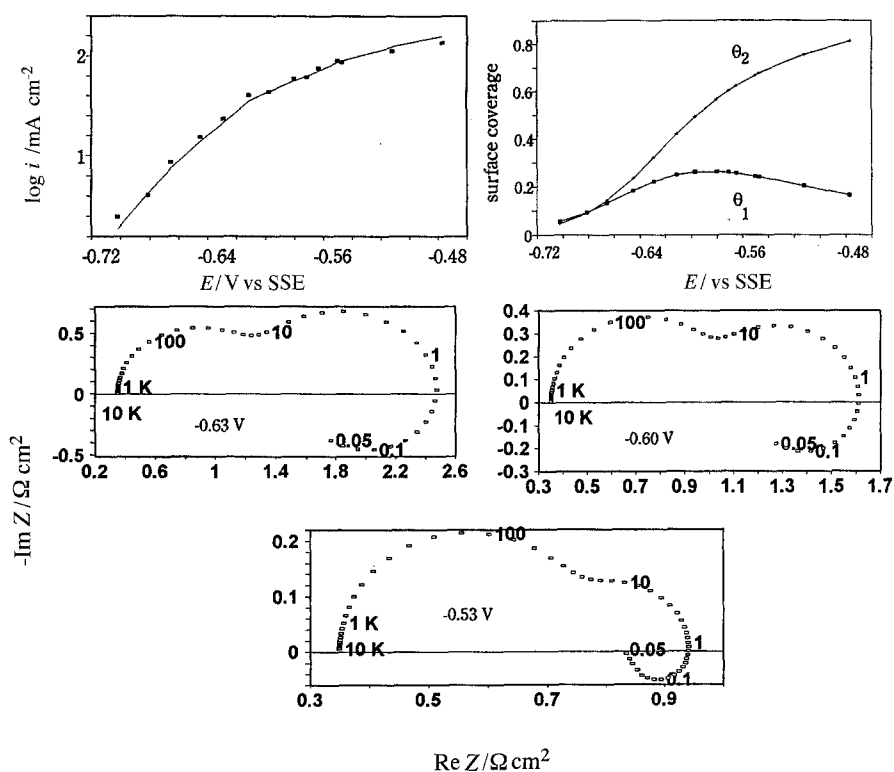 log i /mA cm⁻²
2
1
-0.72 -0.64 -0.56 -0.48
E/V vs SSE
surface coverage
0.8
0.6
0.4
0.2
0
θ₂
θ₁
-0.72 -0.64 -0.56 -0.48
E/ V vs SSE
-Im Z/Ω cm²
0.5
0
-0.5
100 10 1
1 K
10 K
-0.63 V
0.05 0.1
0.2 0.6 1 1.4 1.8 2.2 2.6
0.4
0.3
0.2
0.1
0
-0.1
-0.2
-0.3
100 10 1
1 K
10 K
-0.60 V
0.05 0.1
0.3 0.5 0.7 0.9 1.1 1.3 1.5 1.7
0.2
0.1
0
100
10
1 K
10 K
-0.53 V
0.05
1
0.1
0.3 0.5 0.7 0.9
Re Z/Ω cm²